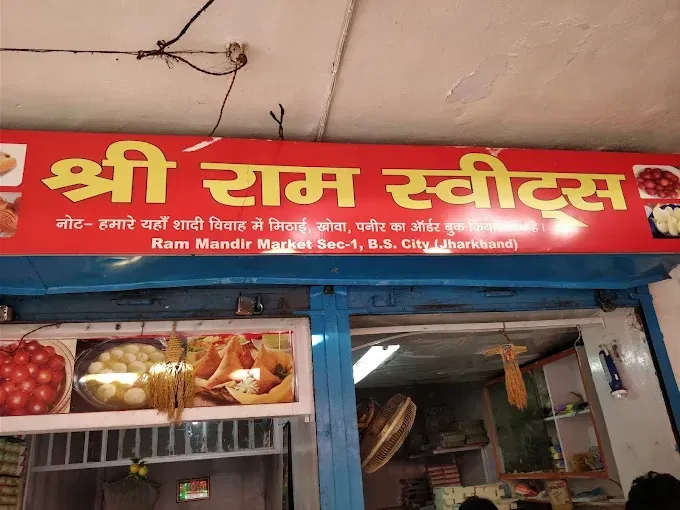 श्री राम स्वीट्स
नोट- हमारे यहाँ शादी विवाह में मिठाई, खोवा, पनीर का ऑर्डर बुक किया जाता है।
Ram Mandir Market Sec-1, B.S. City (Jharkhand)